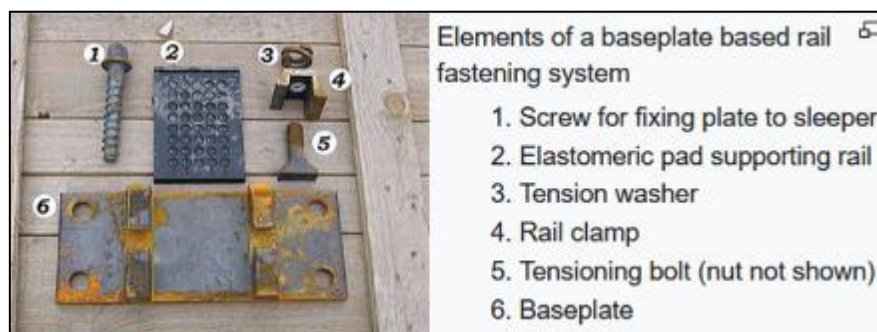 1
2
3
4
5
6
Elements of a baseplate based rail
fastening system
1. Screw for fixing plate to sleeper
2. Elastomeric pad supporting rail
3. Tension washer
4. Rail clamp
5. Tensioning bolt (nut not shown)
6. Baseplate